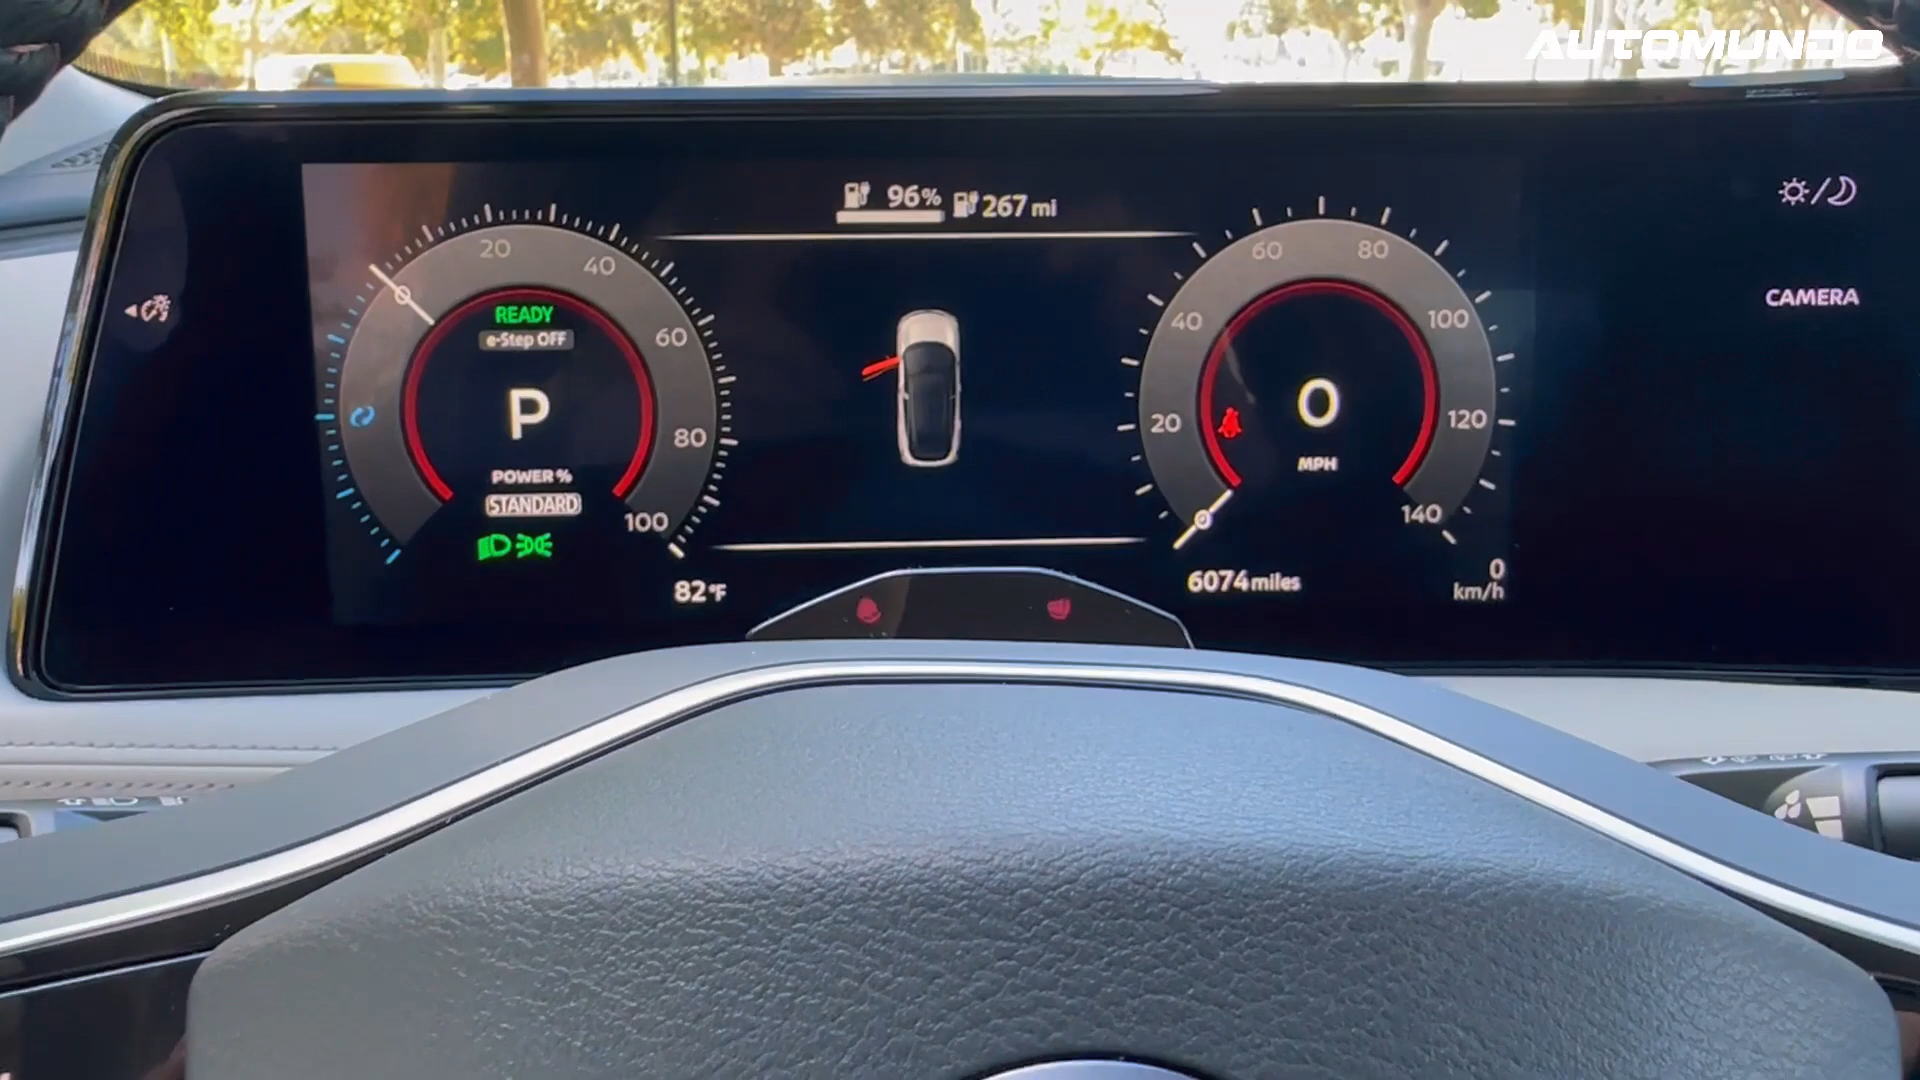 AUTOMUNDO
96% 267 mi
20
40
60
80
100
READY
e-Step OFF
P
POWER %
STANDARD
82°F
20
40
60
80
100
120
140
0
MPH
6074 miles
0
km/h
CAMERA